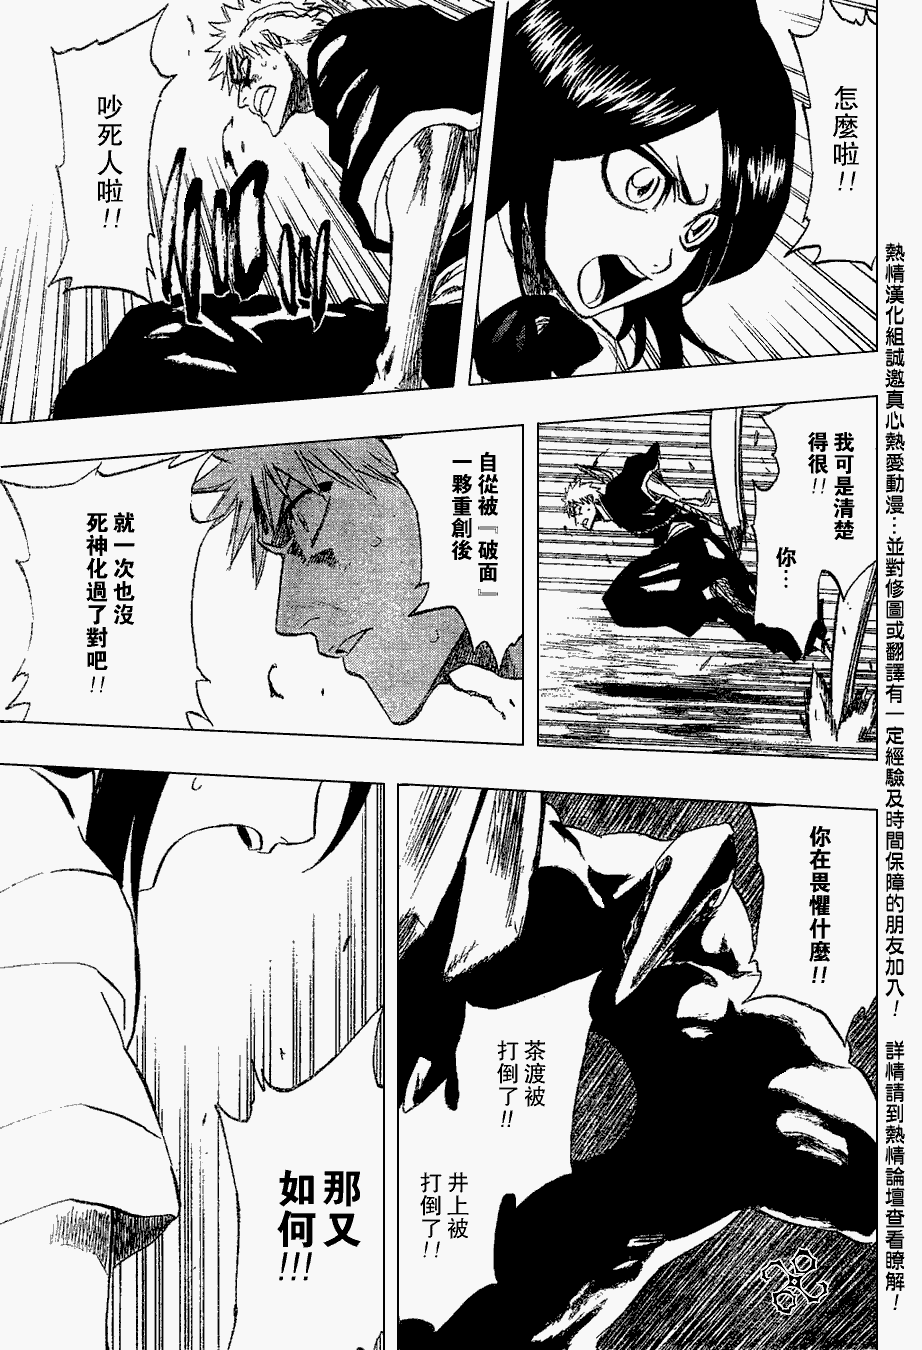 怎麼啦!!
吵死人啦!!
我可是清楚
得很!!
你…
自從被『破面』
一夥重創後
就一次也沒
死神化過了對吧!!
你在畏懼什麼!!
茶渡被
打倒了!!
井上被
打倒了!!
那又
如何!!!
熱情漢化組誠邀真心熱愛動漫…並對修圖或翻譯有一定經驗及時間保障的朋友加入! 詳情請到熱情論壇查看瞭解!